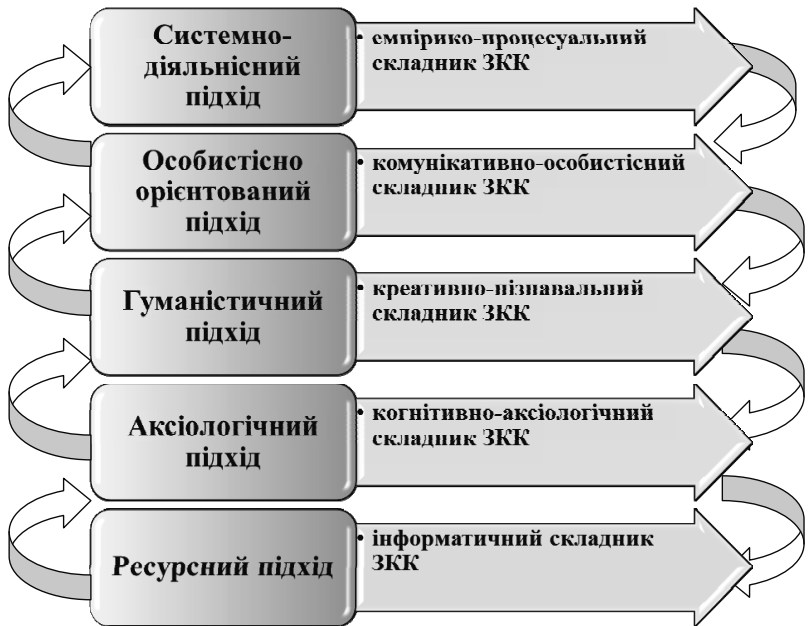 Системно-
діяльнісний
підхід
• емпірико-процесуальний
складник ЗКК
Особистісно
орієнтований
підхід
• комунікативно-особистісний
складник ЗКК
Гуманістичний
підхід
• креативно-пізнавальний
складник ЗКК
Аксіологічний
підхід
• когнітивно-аксіологічний
складник ЗКК
Ресурсний підхід
• інформатичний складник
ЗКК